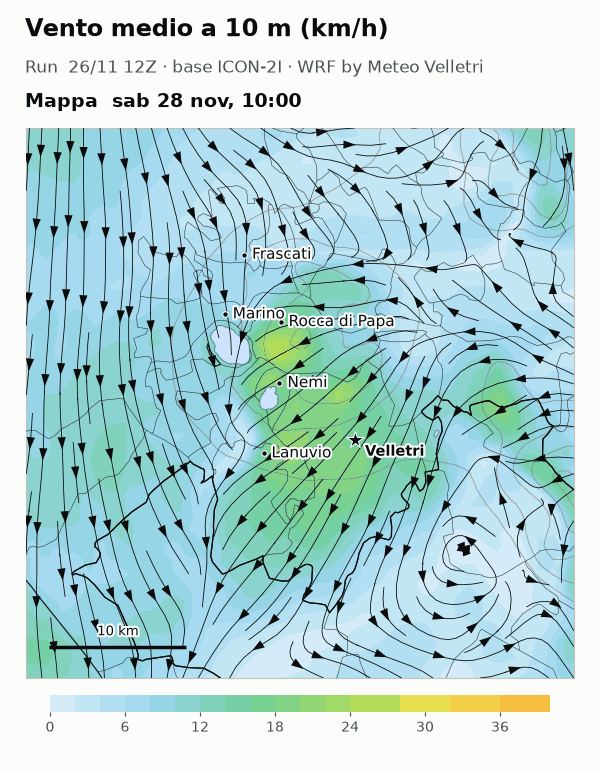 Vento medio a 10 m (km/h)
Run  26/11 12Z · base ICON-2I · WRF by Meteo Velletri
Mappa  sab 28 nov, 10:00
Frascati
Marino
Rocca di Papa
Nemi
Velletri
Lanuvio
10 km
0 6 12 18 24 30 36